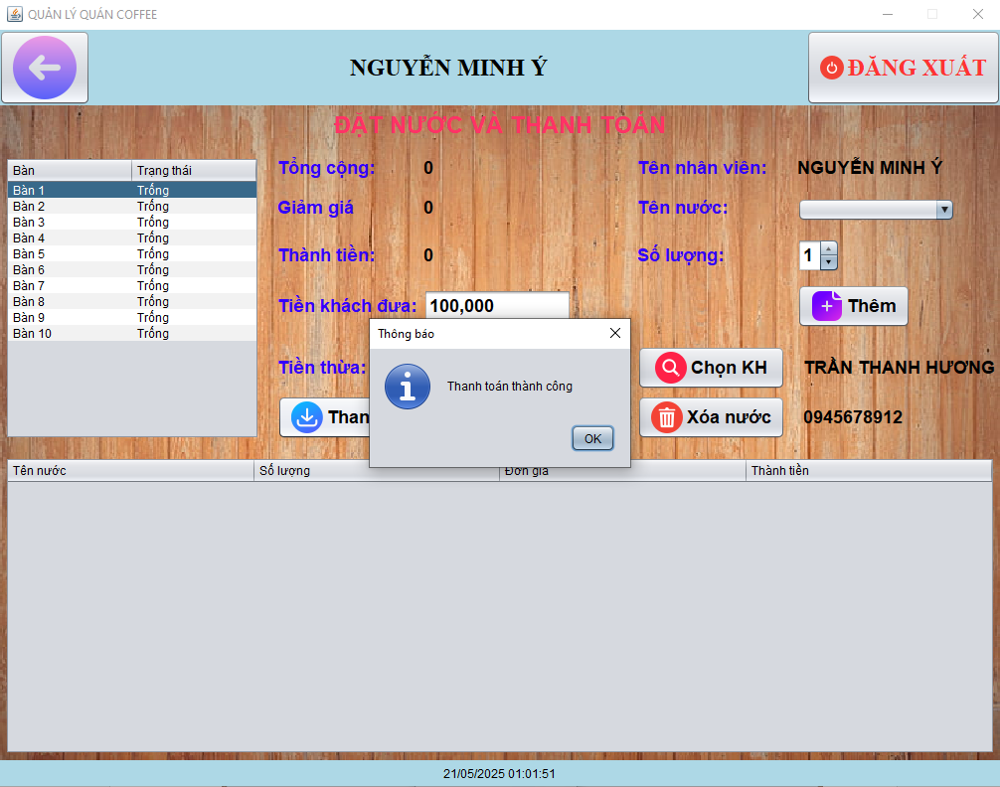 QUẢN LÝ QUÁN COFFEE
NGUYỄN MINH Ý
ĐĂNG XUẤT
ĐẶT NƯỚC VÀ THANH TOÁN
Bàn Trạng thái
Bàn 1 Trống
Bàn 2 Trống
Bàn 3 Trống
Bàn 4 Trống
Bàn 5 Trống
Bàn 6 Trống
Bàn 7 Trống
Bàn 8 Trống
Bàn 9 Trống
Bàn 10 Trống
Tổng cộng: 0
Giảm giá 0
Thành tiền: 0
Tiền khách đưa: 100,000
Tiền thừa:
Than
Tên nhân viên: NGUYỄN MINH Ý
Tên nước:
Số lượng: 1
Thêm
Chọn KH TRẦN THANH HƯƠNG
Xóa nước 0945678912
Thông báo
Thanh toán thành công
OK
Tên nước Số lượng Đơn giá Thành tiền
21/05/2025 01:01:51